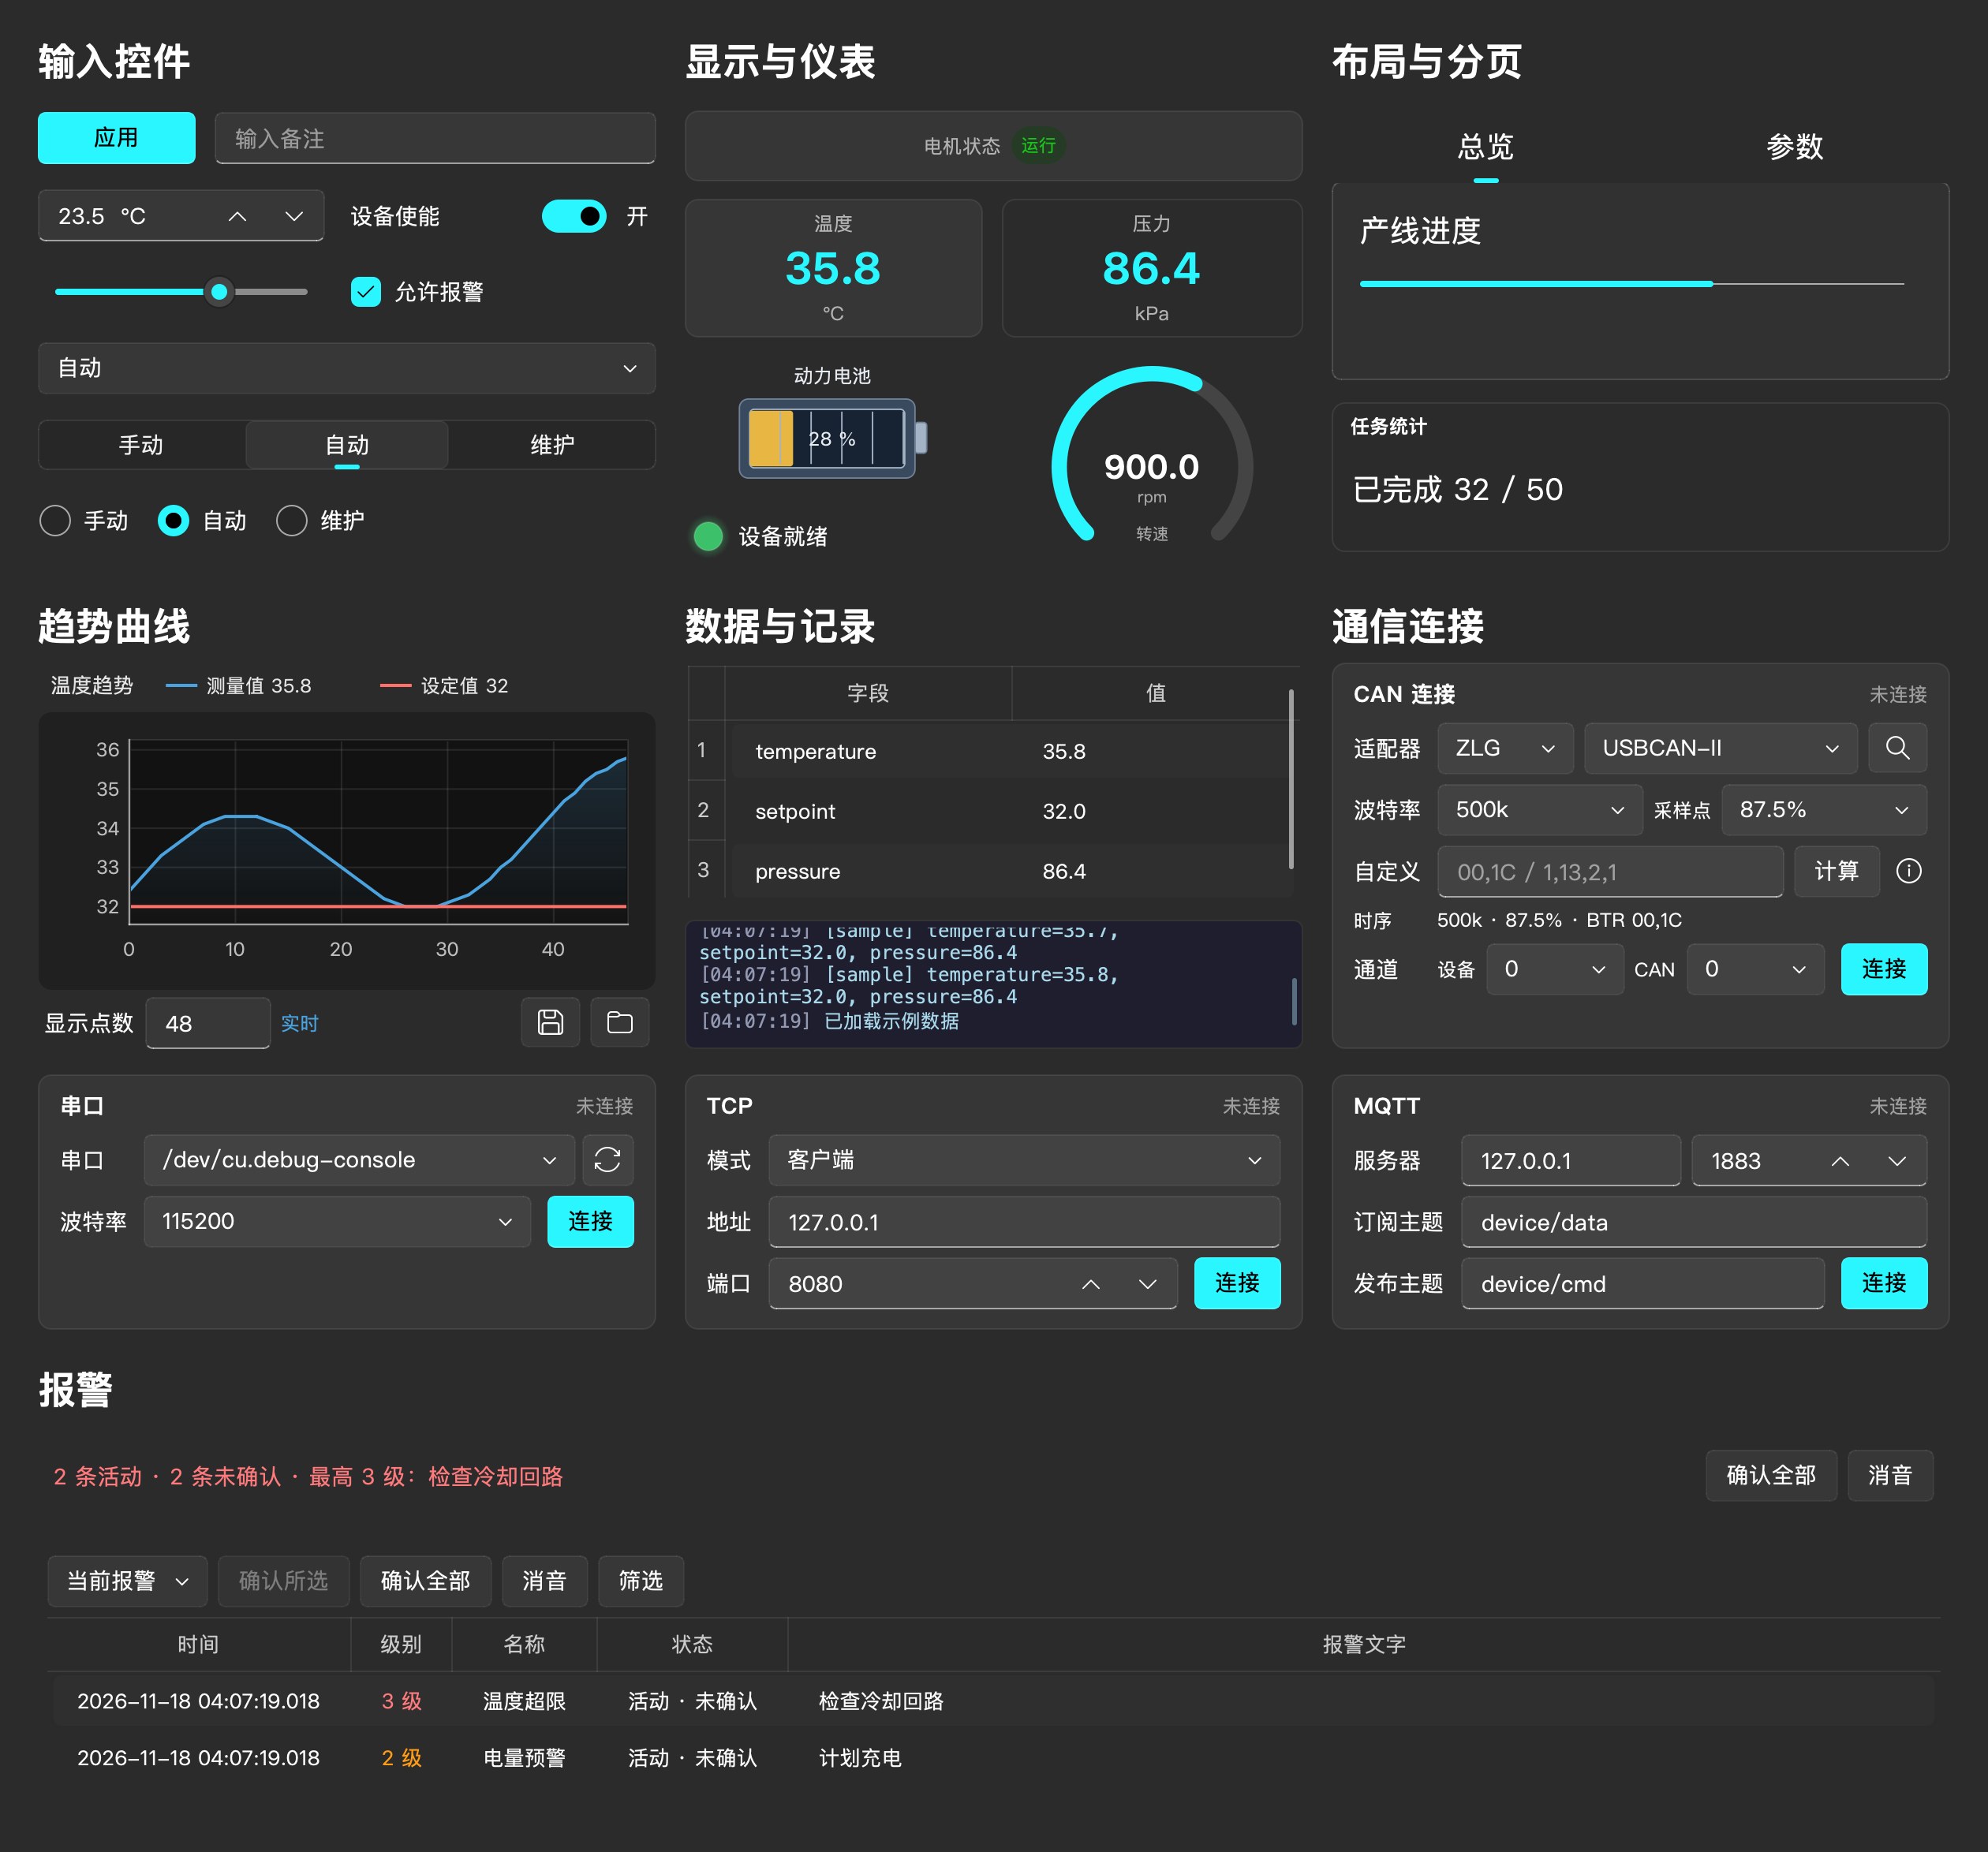 输入控件
应用
输入备注
23.5 °C
设备使能
开
允许报警
自动
手动
自动
维护
手动
自动
维护
显示与仪表
电机状态 运行
温度
35.8
°C
压力
86.4
kPa
动力电池
28 %
设备就绪
900.0
rpm
转速
布局与分页
总览
参数
产线进度
任务统计
已完成 32 / 50
趋势曲线
温度趋势
测量值 35.8
设定值 32
36
35
34
33
32
0
10
20
30
40
显示点数
48
实时
数据与记录
字段
值
1
temperature
35.8
2
setpoint
32.0
3
pressure
86.4
[04:07:19] [sample] temperature=35.7,
setpoint=32.0, pressure=86.4
[04:07:19] [sample] temperature=35.8,
setpoint=32.0, pressure=86.4
[04:07:19] 已加载示例数据
通信连接
CAN 连接
未连接
适配器
ZLG
USBCAN-II
波特率
500k
采样点
87.5%
自定义
00,1C / 1,13,2,1
计算
时序
500k · 87.5% · BTR 00,1C
通道
设备
0
CAN
0
连接
串口
未连接
串口
/dev/cu.debug-console
波特率
115200
连接
TCP
未连接
模式
客户端
地址
127.0.0.1
端口
8080
连接
MQTT
未连接
服务器
127.0.0.1
1883
订阅主题
device/data
发布主题
device/cmd
连接
报警
2 条活动 · 2 条未确认 · 最高 3 级：检查冷却回路
确认全部
消音
当前报警
确认所选
确认全部
消音
筛选
时间
级别
名称
状态
报警文字
2026-11-18 04:07:19.018
3 级
温度超限
活动 · 未确认
检查冷却回路
2026-11-18 04:07:19.018
2 级
电量预警
活动 · 未确认
计划充电